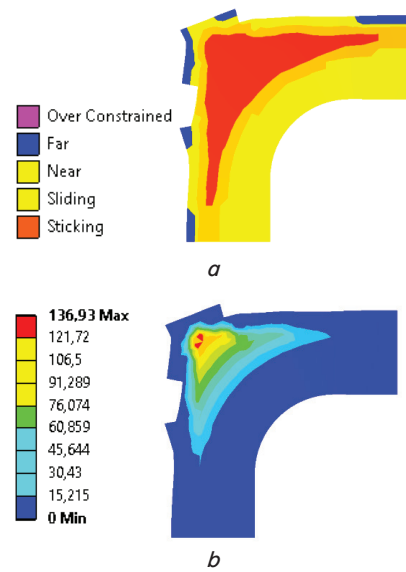 Over Constrained
Far
Near
Sliding
Sticking
a
136,93 Max
121,72
106,5
91,289
76,074
60,859
45,644
30,43
15,215
0 Min
b